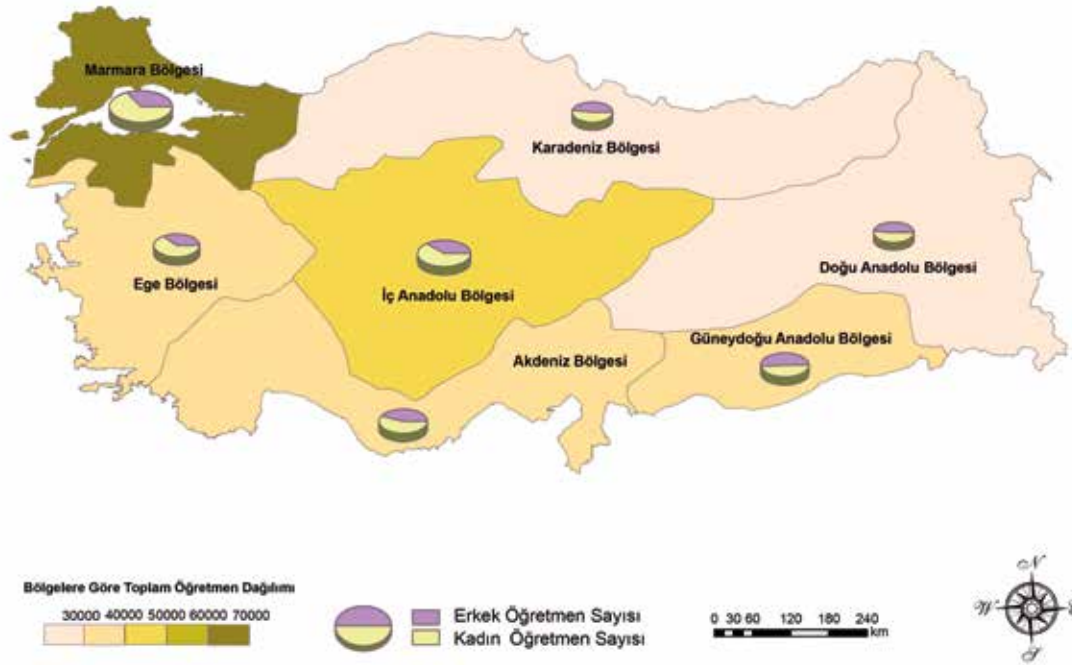 Marmara Bölgesi
Karadeniz Bölgesi
Ege Bölgesi
İç Anadolu Bölgesi
Doğu Anadolu Bölgesi
Akdeniz Bölgesi
Güneydoğu Anadolu Bölgesi
Bölgelere Göre Toplam Öğretmen Dağılımı
30000 40000 50000 60000 70000
Erkek Öğretmen Sayısı
Kadın Öğretmen Sayısı
0 30 60 120 180 240
km
N
W
S